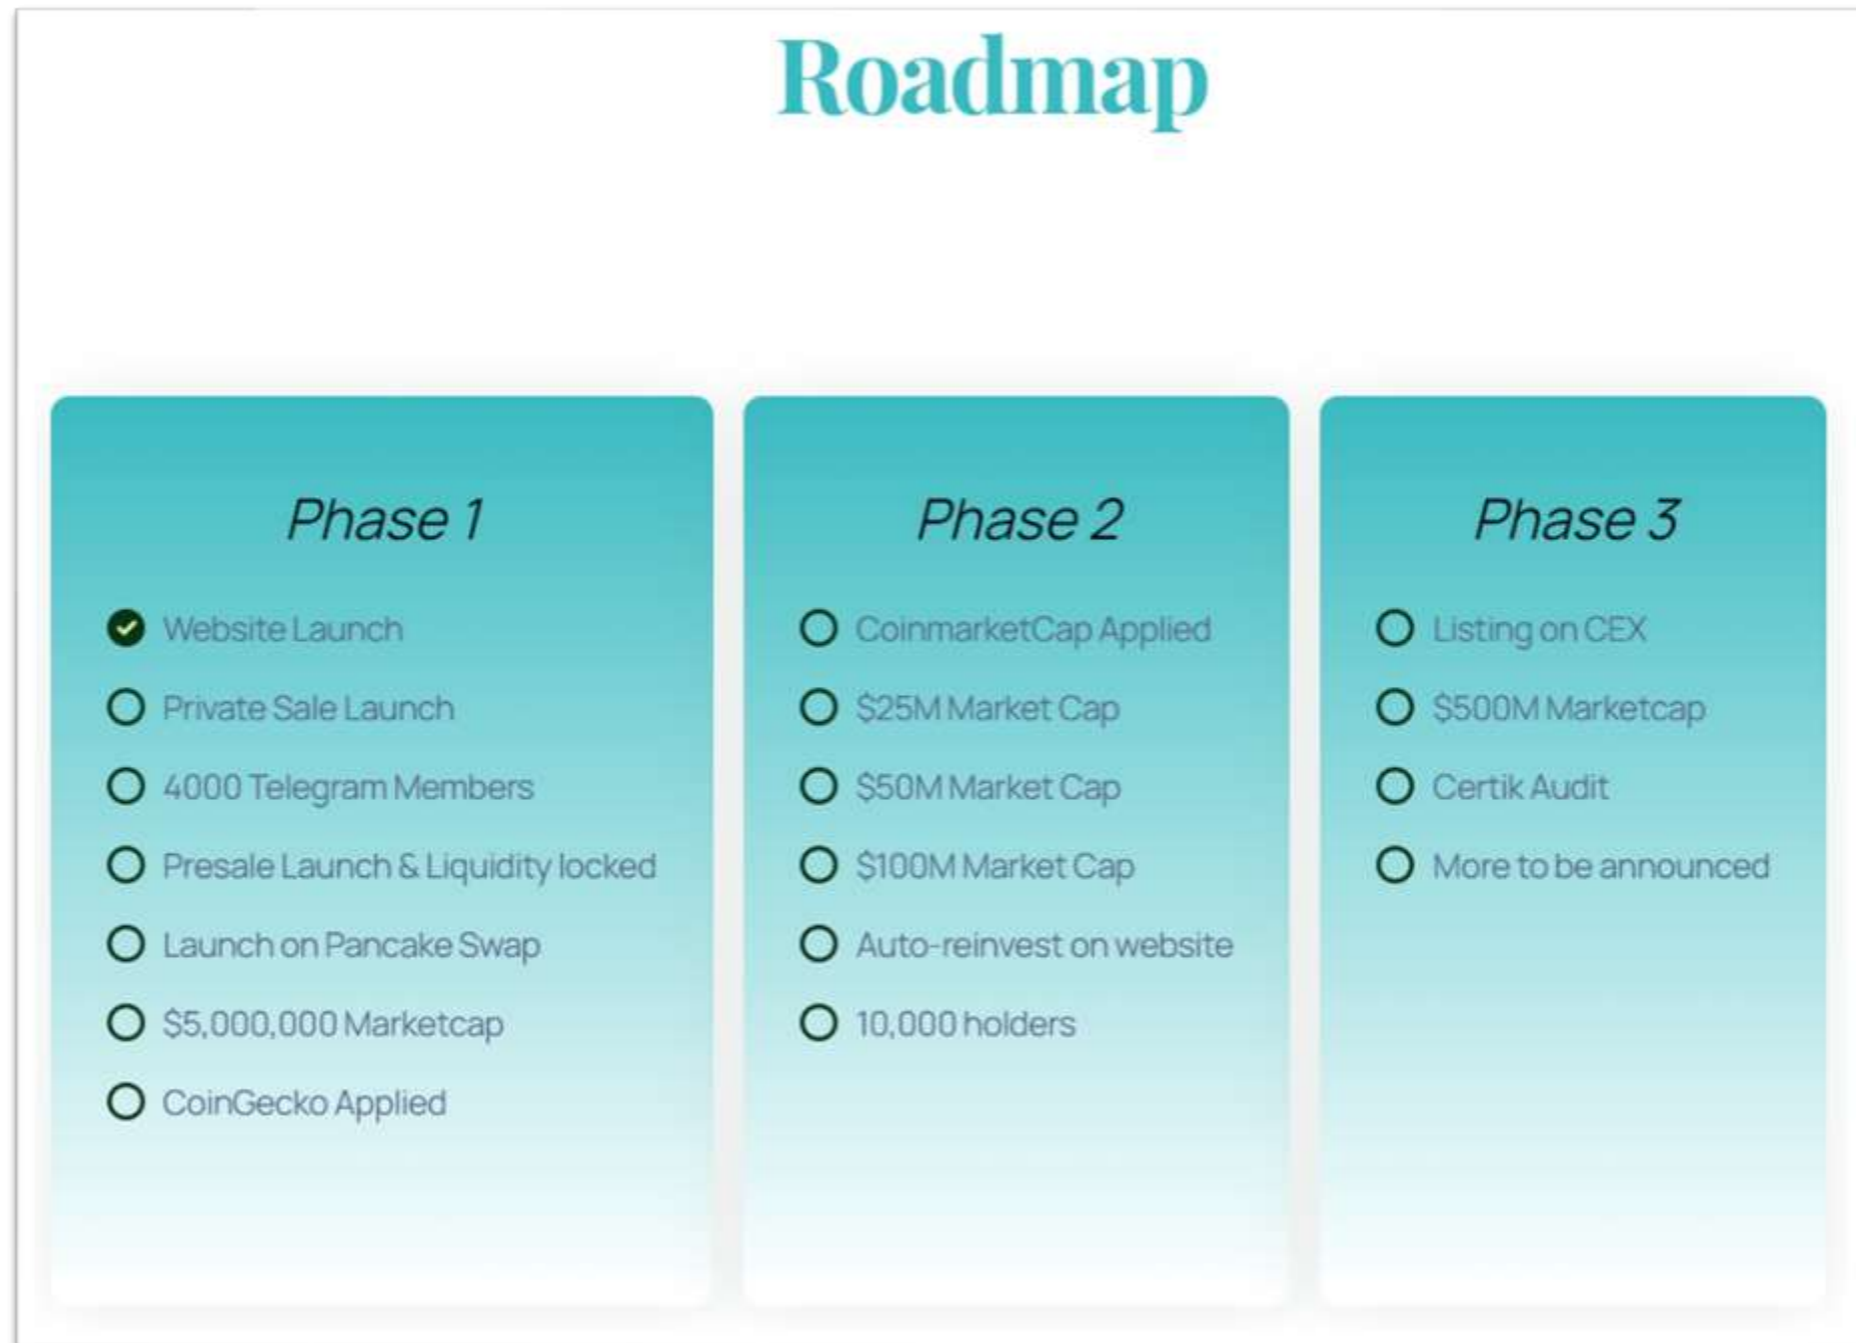 Roadmap
Phase 1
Website Launch
Private Sale Launch
4000 Telegram Members
Presale Launch & Liquidity locked
Launch on Pancake Swap
$5,000,000 Marketcap
CoinGecko Applied
Phase 2
CoinmarketCap Applied
$25M Market Cap
$50M Market Cap
$100M Market Cap
Auto-reinvest on website
10,000 holders
Phase 3
Listing on CEX
$500M Marketcap
Certik Audit
More to be announced